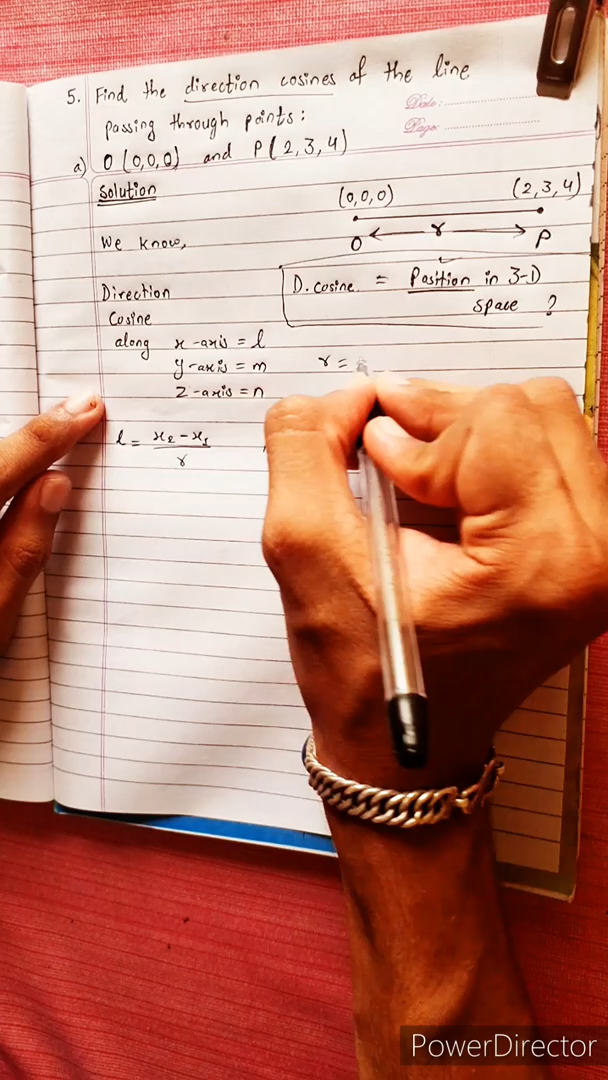 5. Find the direction cosines of the line
passing through points:
Date:
Page:
a) O (0,0,0) and P(2,3,4)
Solution
(0,0,0) (2,3,4)
We know,
O r P
D. cosine = Position in 3-D
space ?
Direction
Cosine
along x-axis = l
y-axis = m
z-axis = n
r =
l = x₂ - x₁
r
PowerDirector